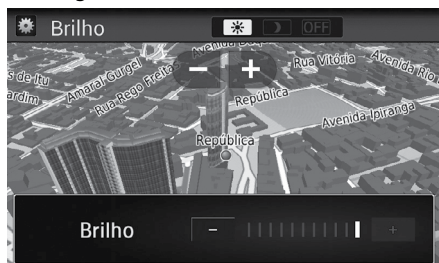 Brilho
OFF
Avenida
Rua Vitória
Avenida Rio
s de Itu
Amaral Gurgel
Rua Rego Freitas
ardim
República
Avenida Ipiranga
República
Brilho